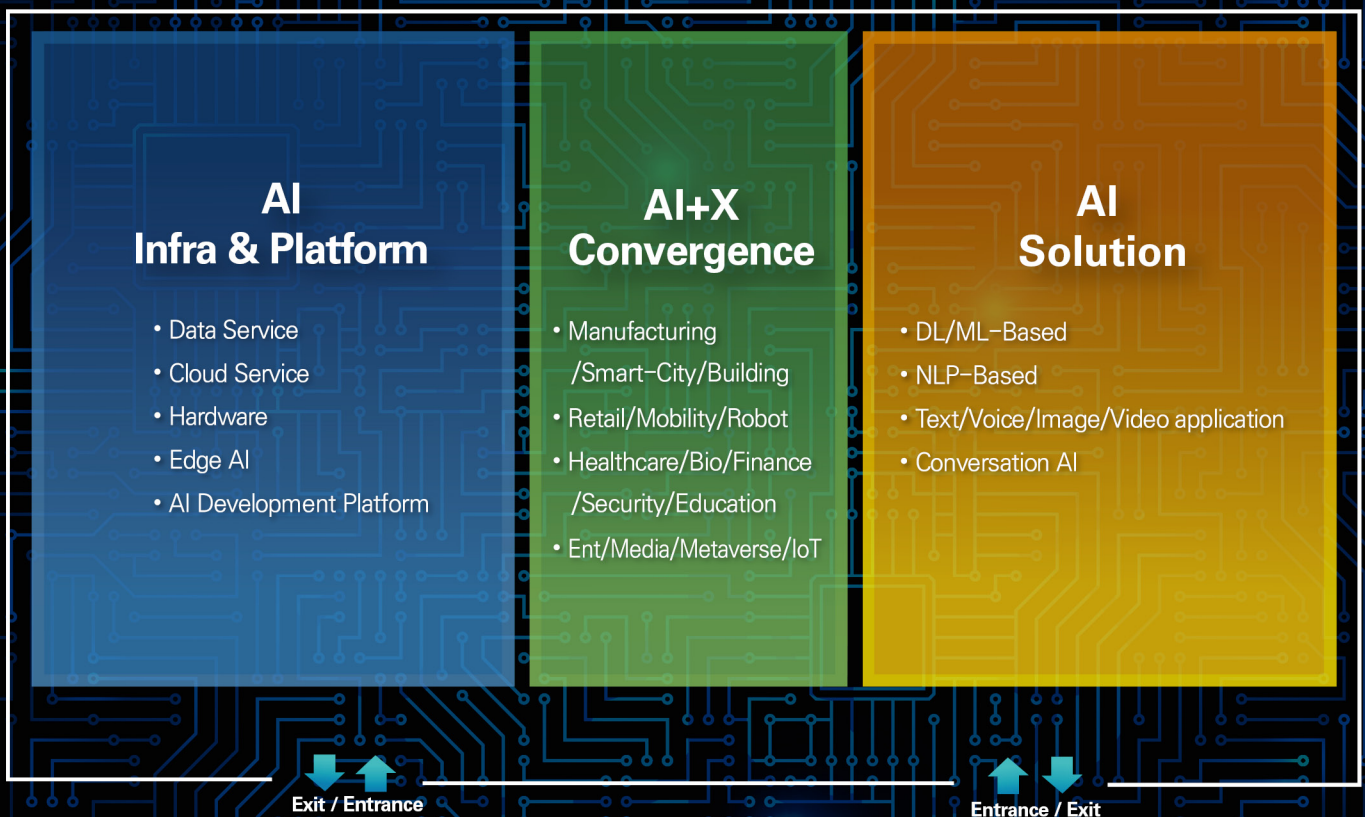 AI
Infra & Platform
• Data Service
• Cloud Service
• Hardware
• Edge AI
• AI Development Platform
AI+X
Convergence
• Manufacturing
/Smart-City/Building
• Retail/Mobility/Robot
• Healthcare/Bio/Finance
/Security/Education
• Ent/Media/Metaverse/IoT
AI
Solution
• DL/ML-Based
• NLP-Based
• Text/Voice/Image/Video application
• Conversation AI
Exit / Entrance
Entrance / Exit